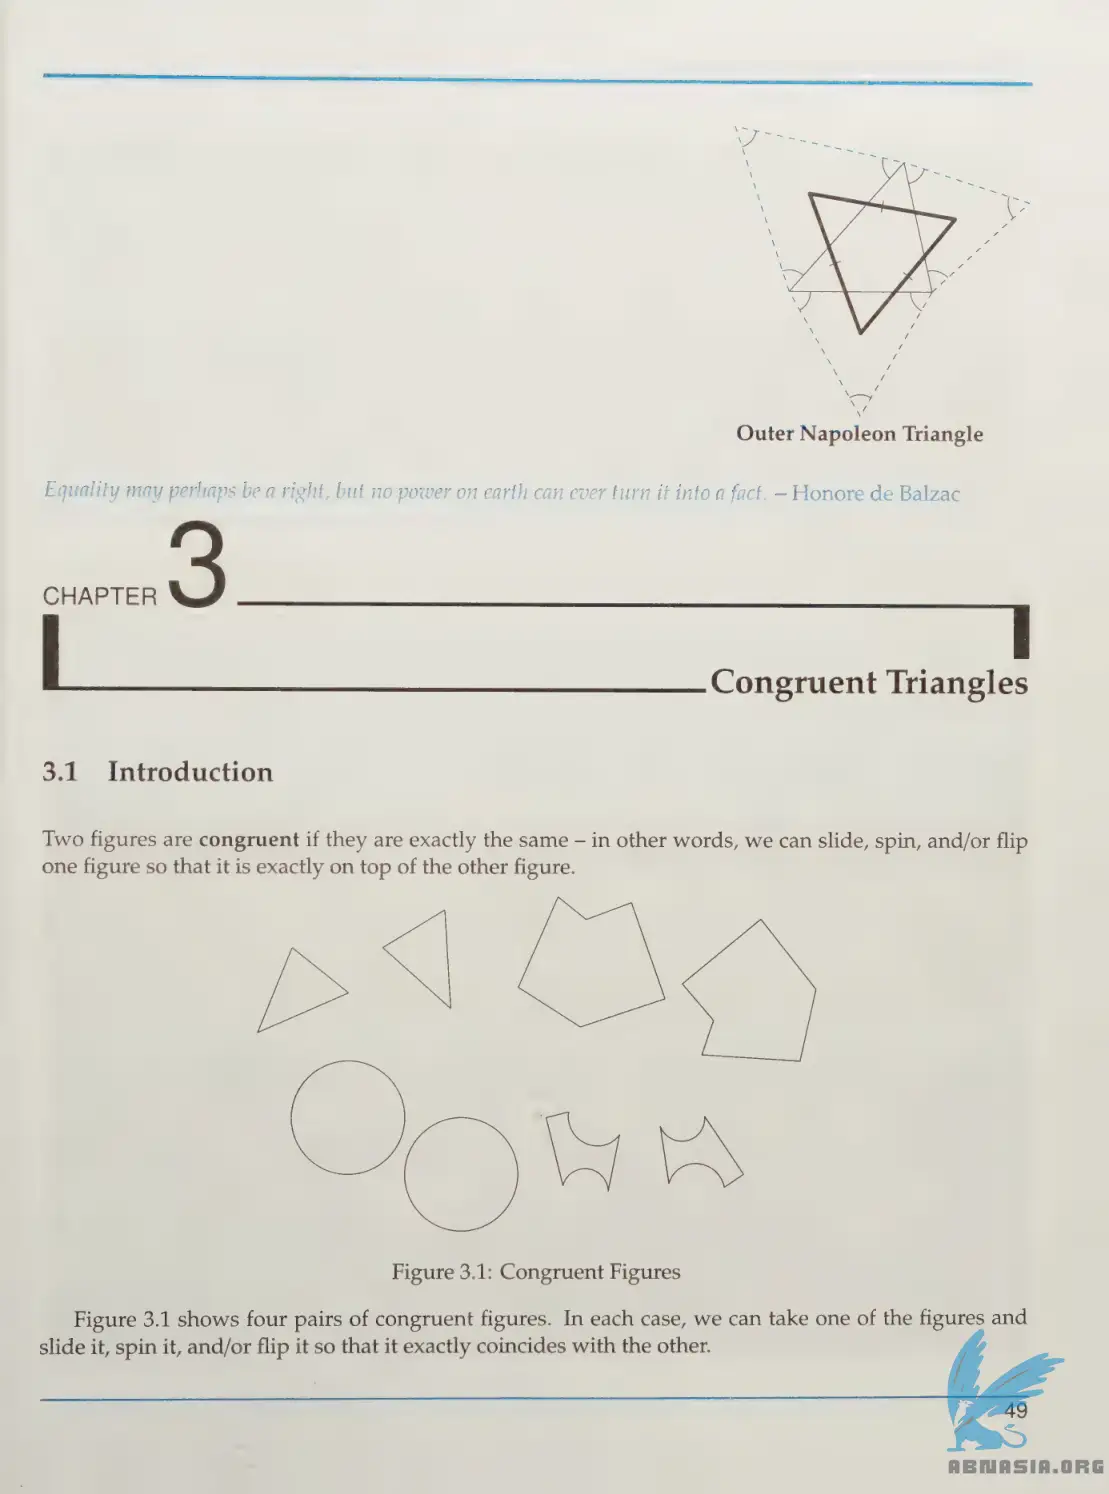 Outer Napoleon Triangle
Equality may perhaps be a right, but no power on earth can ever turn it into a fact. – Honore de Balzac
CHAPTER 3
Congruent Triangles
3.1 Introduction
Two figures are congruent if they are exactly the same – in other words, we can slide, spin, and/or flip
one figure so that it is exactly on top of the other figure.
Figure 3.1: Congruent Figures
Figure 3.1 shows four pairs of congruent figures. In each case, we can take one of the figures and
slide it, spin it, and/or flip it so that it exactly coincides with the other.
49
ABNASIA.ORG